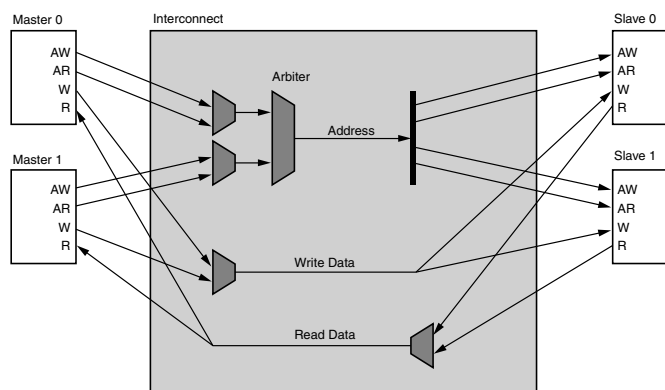 Master 0
Interconnect
Slave 0
AW
AR
W
R
Arbiter
Address
AW
AR
W
R
Master 1
Slave 1
AW
AR
W
R
AW
AR
W
R
Write Data
Read Data